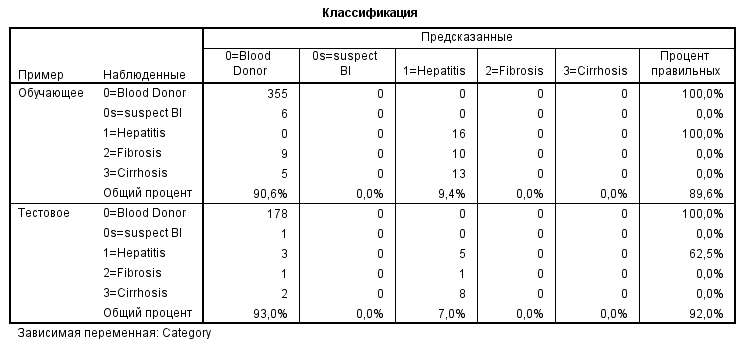 Классификация
Предсказанные
Пример Наблюденные 0=Blood Donor 0s=suspect Bl 1=Hepatitis 2=Fibrosis 3=Cirrhosis Процент правильных
Обучающее 0=Blood Donor 355 0 0 0 0 100,0%
0s=suspect Bl 6 0 0 0 0 0,0%
1=Hepatitis 0 0 16 0 0 100,0%
2=Fibrosis 9 0 10 0 0 0,0%
3=Cirrhosis 5 0 13 0 0 0,0%
Общий процент 90,6% 0,0% 9,4% 0,0% 0,0% 89,6%
Тестовое 0=Blood Donor 178 0 0 0 0 100,0%
0s=suspect Bl 1 0 0 0 0 0,0%
1=Hepatitis 3 0 5 0 0 62,5%
2=Fibrosis 1 0 1 0 0 0,0%
3=Cirrhosis 2 0 8 0 0 0,0%
Общий процент 93,0% 0,0% 7,0% 0,0% 0,0% 92,0%
Зависимая переменная: Category